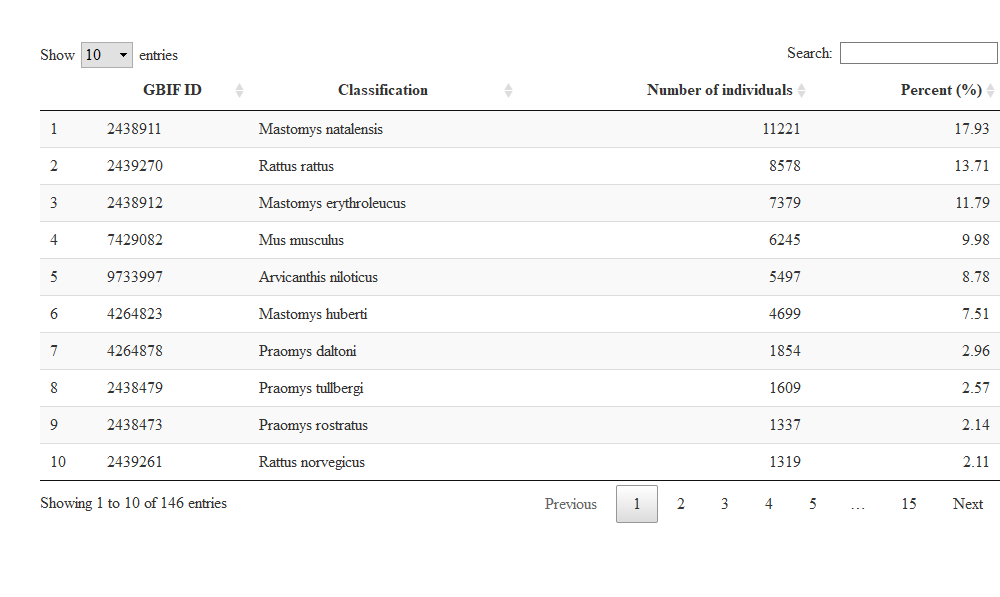 Show 10 entries Search:
GBIF ID Classification Number of individuals Percent (%)
1 2438911 Mastomys natalensis 11221 17.93
2 2439270 Rattus rattus 8578 13.71
3 2438912 Mastomys erythroleucus 7379 11.79
4 7429082 Mus musculus 6245 9.98
5 9733997 Arvicanthis niloticus 5497 8.78
6 4264823 Mastomys huberti 4699 7.51
7 4264878 Praomys daltoni 1854 2.96
8 2438479 Praomys tullbergi 1609 2.57
9 2438473 Praomys rostratus 1337 2.14
10 2439261 Rattus norvegicus 1319 2.11
Showing 1 to 10 of 146 entries Previous 1 2 3 4 5 … 15 Next